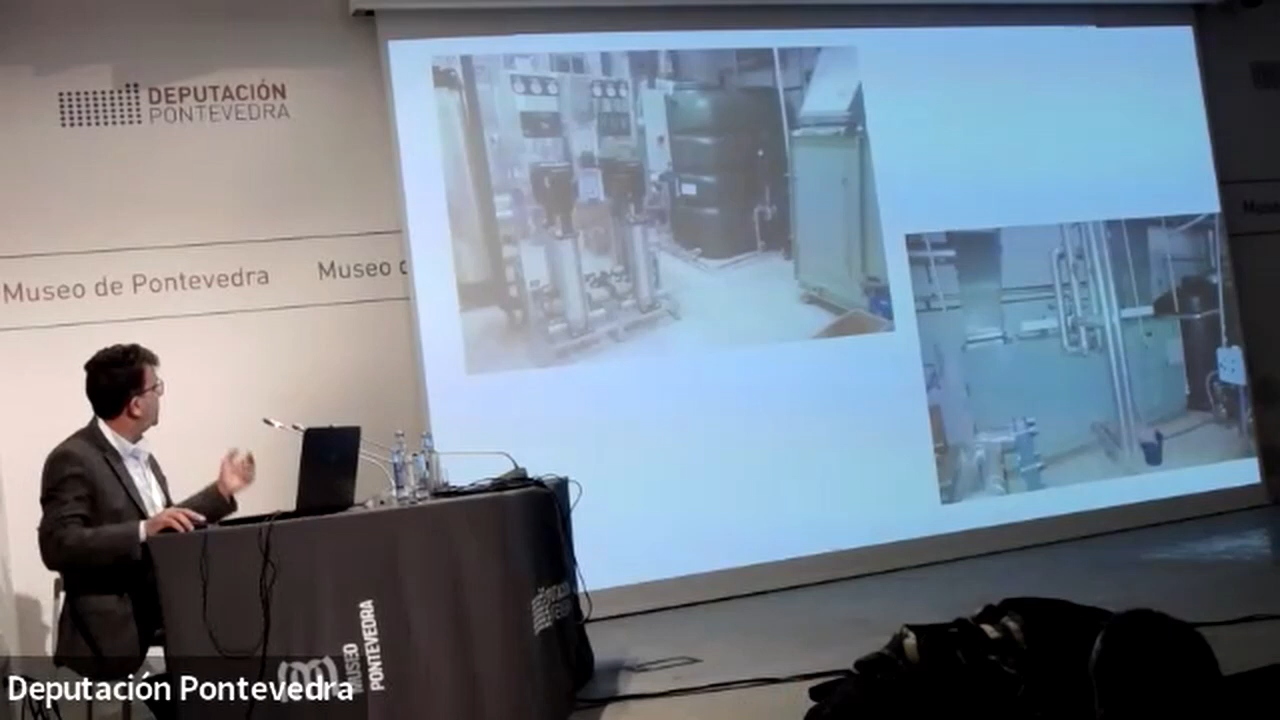 DEPUTACIÓN
PONTEVEDRA
Museo de Pontevedra
Museo
MUSEO
PONTEVEDRA
Deputación Pontevedra